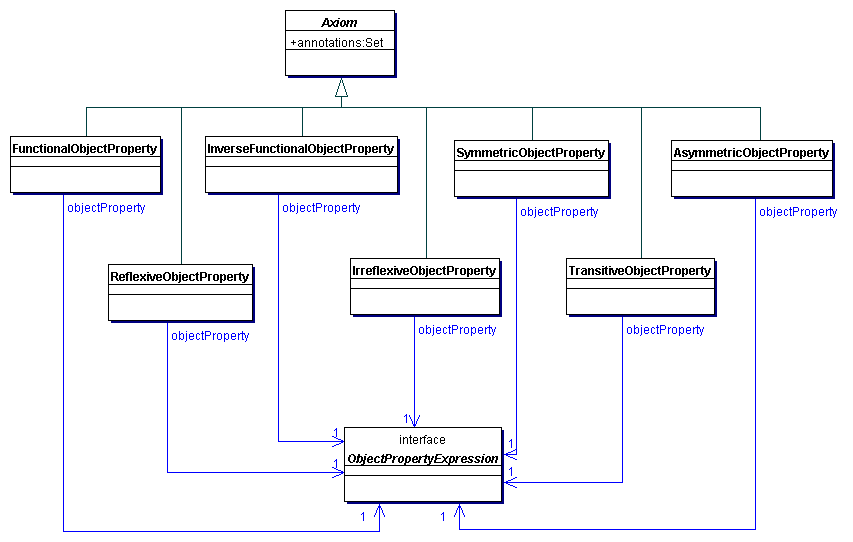 Axiom
+annotations:Set
FunctionalObjectProperty
InverseFunctionalObjectProperty
SymmetricObjectProperty
AsymmetricObjectProperty
objectProperty
objectProperty
objectProperty
objectProperty
ReflexiveObjectProperty
IrreflexiveObjectProperty
TransitiveObjectProperty
objectProperty
objectProperty
objectProperty
1
1
1
1
1
interface
ObjectPropertyExpression
1
1